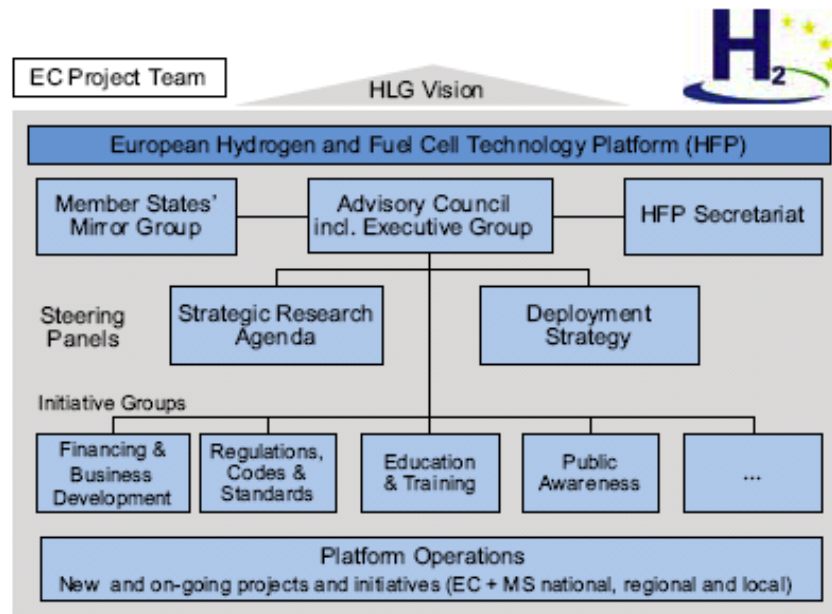 H2
EC Project Team
HLG Vision
European Hydrogen and Fuel Cell Technology Platform (HFP)
Member States'
Mirror Group
Advisory Council
incl. Executive Group
HFP Secretariat
Steering
Panels
Strategic Research
Agenda
Deployment
Strategy
Initiative Groups
Financing &
Business
Development
Regulations,
Codes &
Standards
Education
& Training
Public
Awareness
...
Platform Operations
New and on-going projects and initiatives (EC + MS national, regional and local)